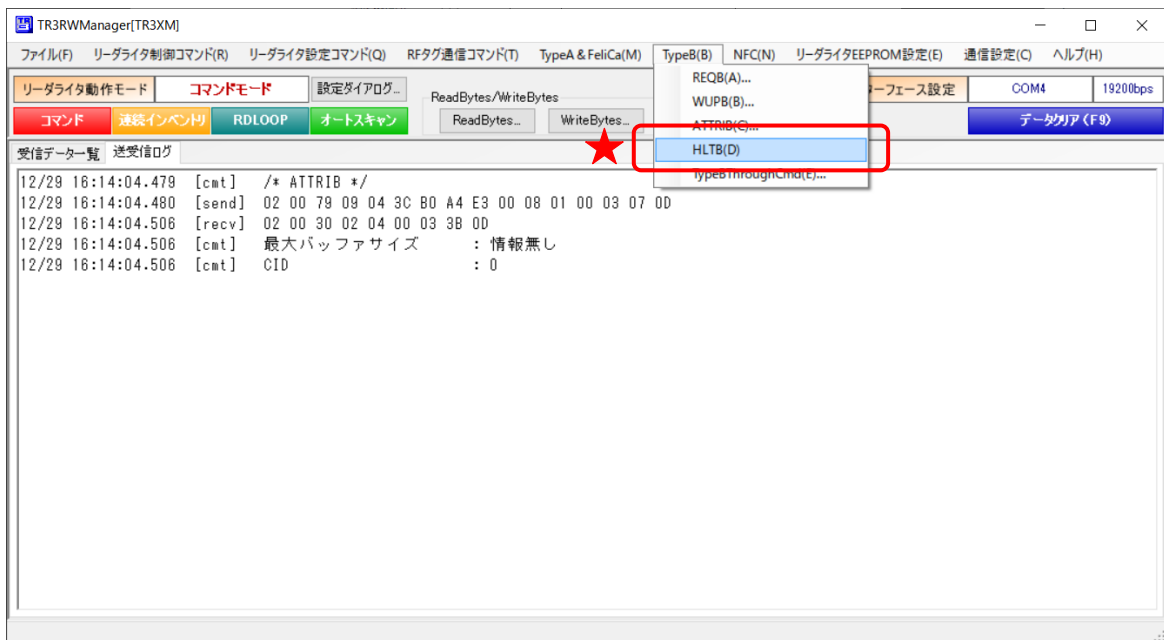 TR3RWManager[TR3XM]
ファイル(F) リーダライタ制御コマンド(R) リーダライタ設定コマンド(Q) RFタグ通信コマンド(T) TypeA & FeliCa(M) TypeB(B) NFC(N) リーダライタEEPROM設定(E) 通信設定(C) ヘルプ(H)
リーダライタ動作モード コマンドモード 設定ダイアログ... ReadBytes/WriteBytes ーフェース設定 COM4 19200bps
コマンド 連続インベントリ RDLOOP オートスキャン ReadBytes... WriteBytes... データクリア（F9）
REQB(A)...
WUPB(B)...
ATTRIB(C)...
HLTB(D)
TypeBThroughCmd(E)...
受信データ一覧 送受信ログ
12/29 16:14:04.479 [cmt] /* ATTRIB */
12/29 16:14:04.480 [send] 02 00 79 09 04 3C B0 A4 E3 00 08 01 00 03 07 0D
12/29 16:14:04.506 [recv] 02 00 30 02 04 00 03 3B 0D
12/29 16:14:04.506 [cmt] 最大バッファサイズ : 情報無し
12/29 16:14:04.506 [cmt] CID : 0